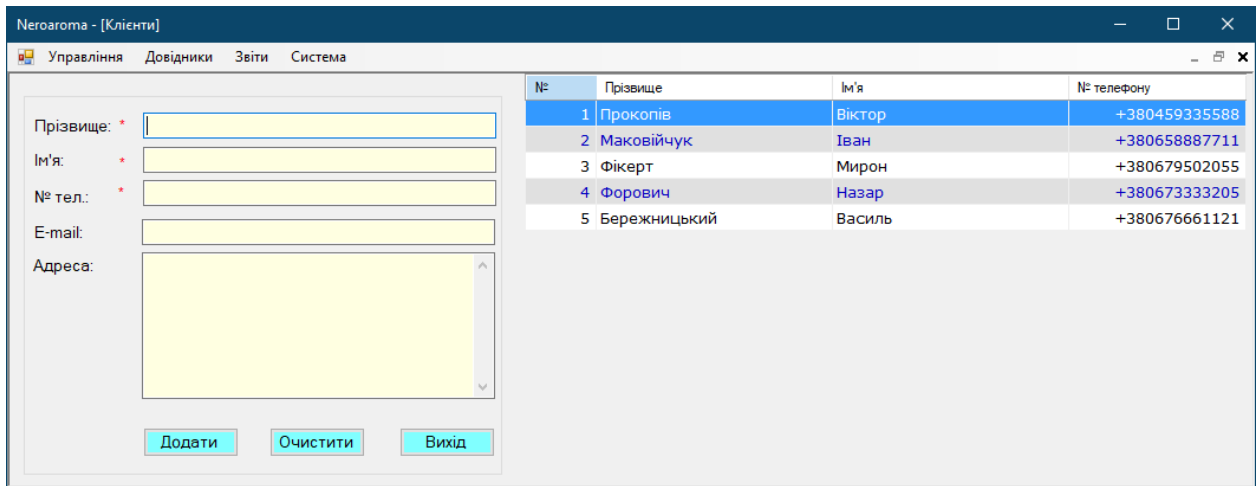 Neroaroma - [Клієнти]
Управління Довідники Звіти Система
Прізвище: *
Ім'я: *
№ тел.: *
E-mail:
Адреса:
Додати Очистити Вихід
№ Прізвище Ім'я № телефону
1 Прокопів Віктор +380459335588
2 Маковійчук Іван +380658887711
3 Фікерт Мирон +380679502055
4 Форович Назар +380673333205
5 Бережницький Василь +380676661121